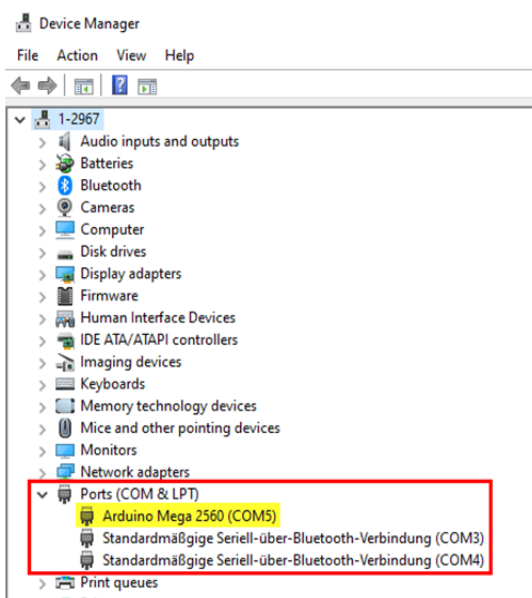 Device Manager
File Action View Help
1-2967
Audio inputs and outputs
Batteries
Bluetooth
Cameras
Computer
Disk drives
Display adapters
Firmware
Human Interface Devices
IDE ATA/ATAPI controllers
Imaging devices
Keyboards
Memory technology devices
Mice and other pointing devices
Monitors
Network adapters
Ports (COM & LPT)
Arduino Mega 2560 (COM5)
Standardmäßgige Seriell-über-Bluetooth-Verbindung (COM3)
Standardmäßgige Seriell-über-Bluetooth-Verbindung (COM4)
Print queues